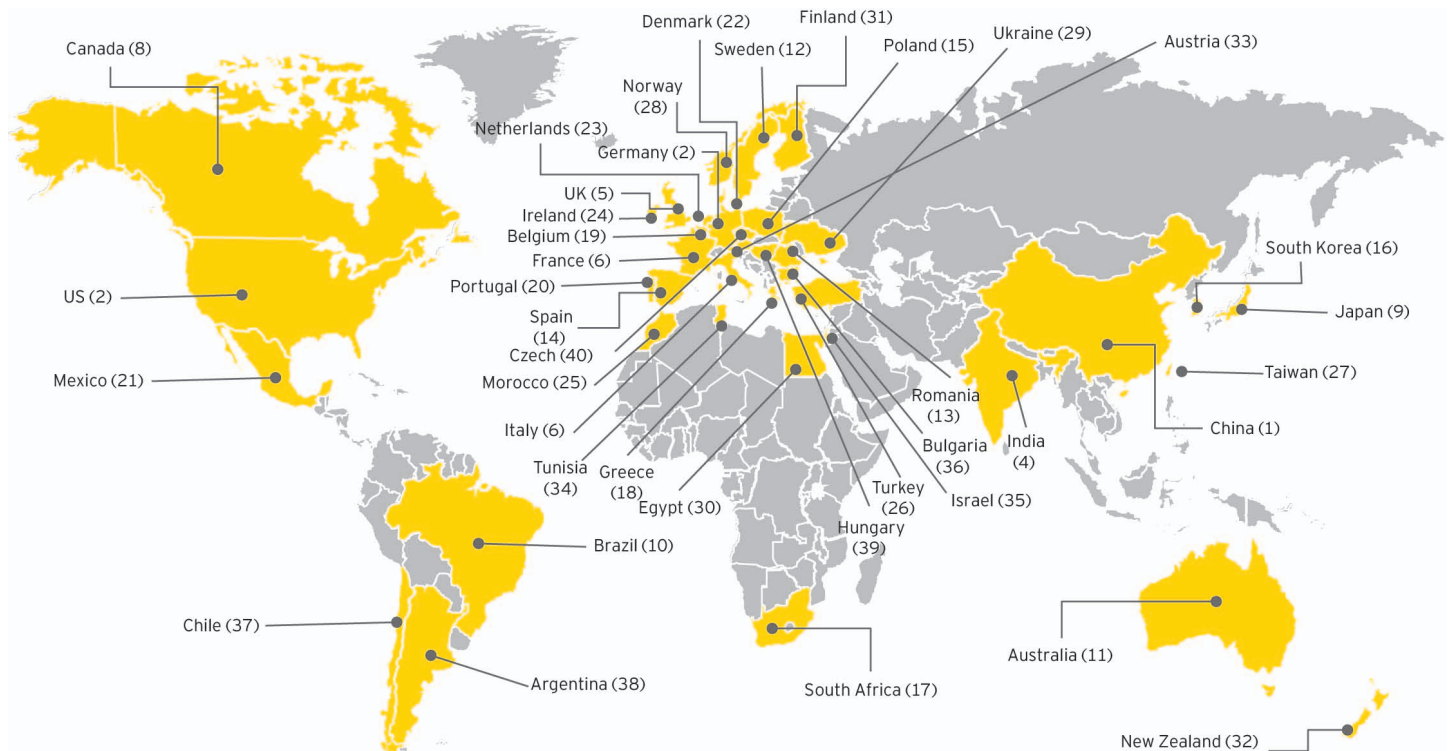 Denmark (22)
Finland (31)
Canada (8)
Sweden (12)
Poland (15)
Ukraine (29)
Austria (33)
Norway
(28)
Netherlands (23)
Germany (2)
UK (5)
Ireland (24)
Belgium (19)
France (6)
South Korea (16)
Portugal (20)
US (2)
Spain
(14)
Japan (9)
Czech (40)
Mexico (21)
Morocco (25)
Taiwan (27)
Romania
(13)
Italy (6)
China (1)
Tunisia
(34)
Greece
(18)
Egypt (30)
Bulgaria
(36)
India
(4)
Turkey
(26)
Israel (35)
Hungary
(39)
Brazil (10)
Chile (37)
Argentina (38)
South Africa (17)
Australia (11)
New Zealand (32)